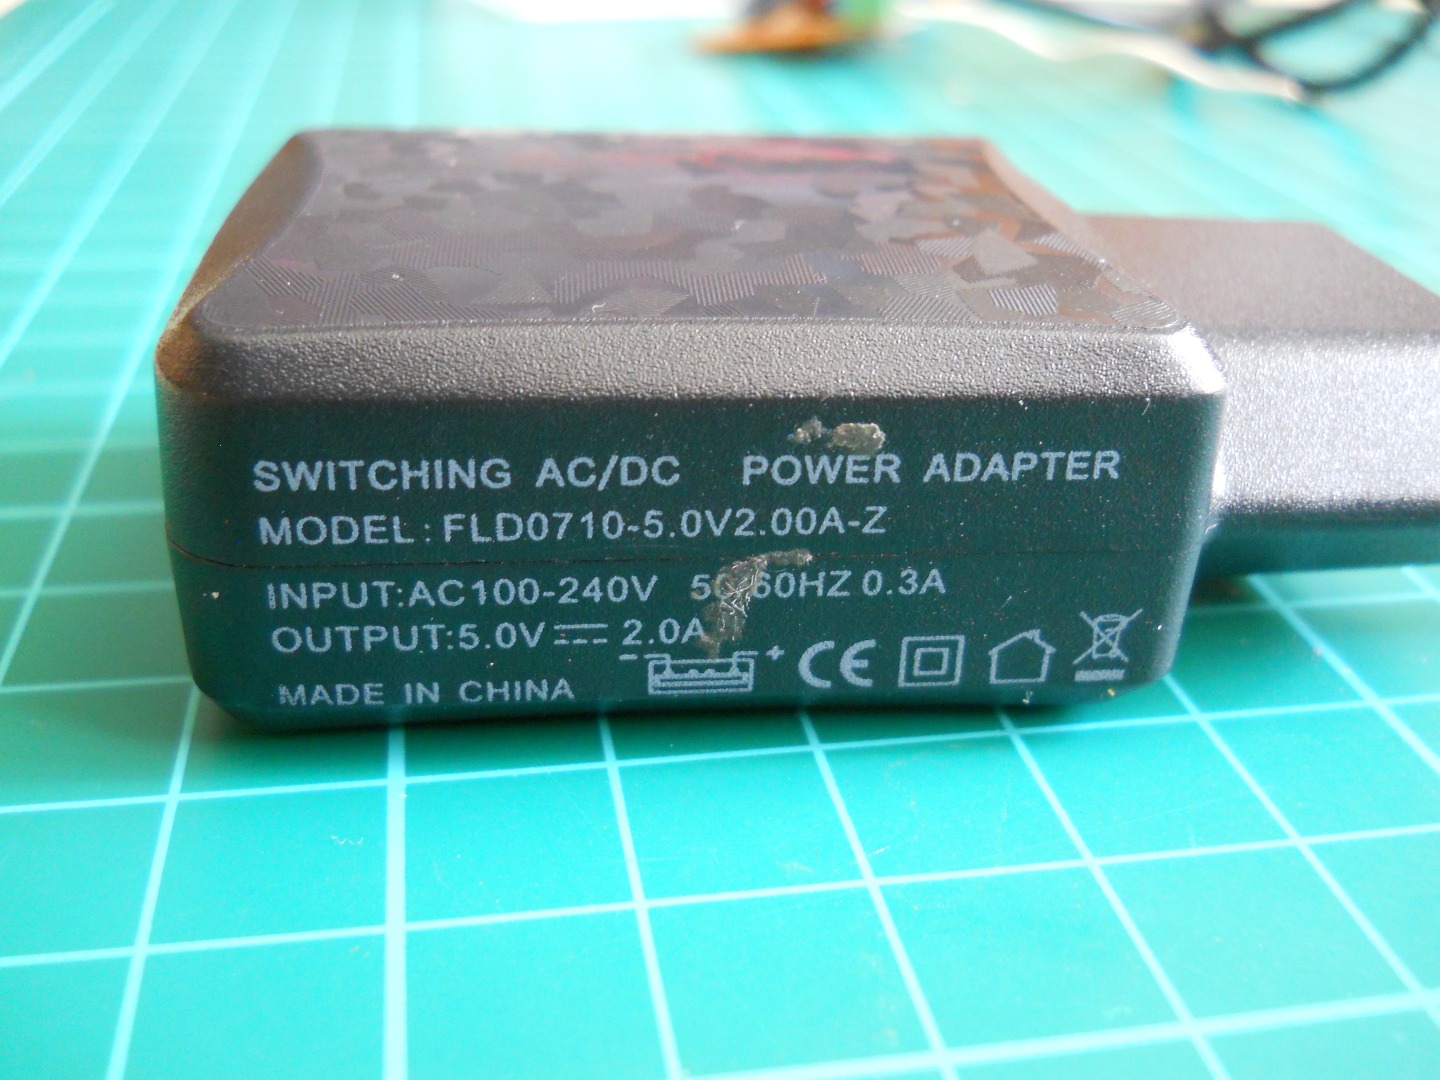 SWITCHING AC/DC POWER ADAPTER
MODEL: FLD0710-5.0V2.00A-Z
INPUT:AC100-240V 60HZ 0.3A
OUTPUT:5.0V 2.0A
- +
MADE IN CHINA
CE